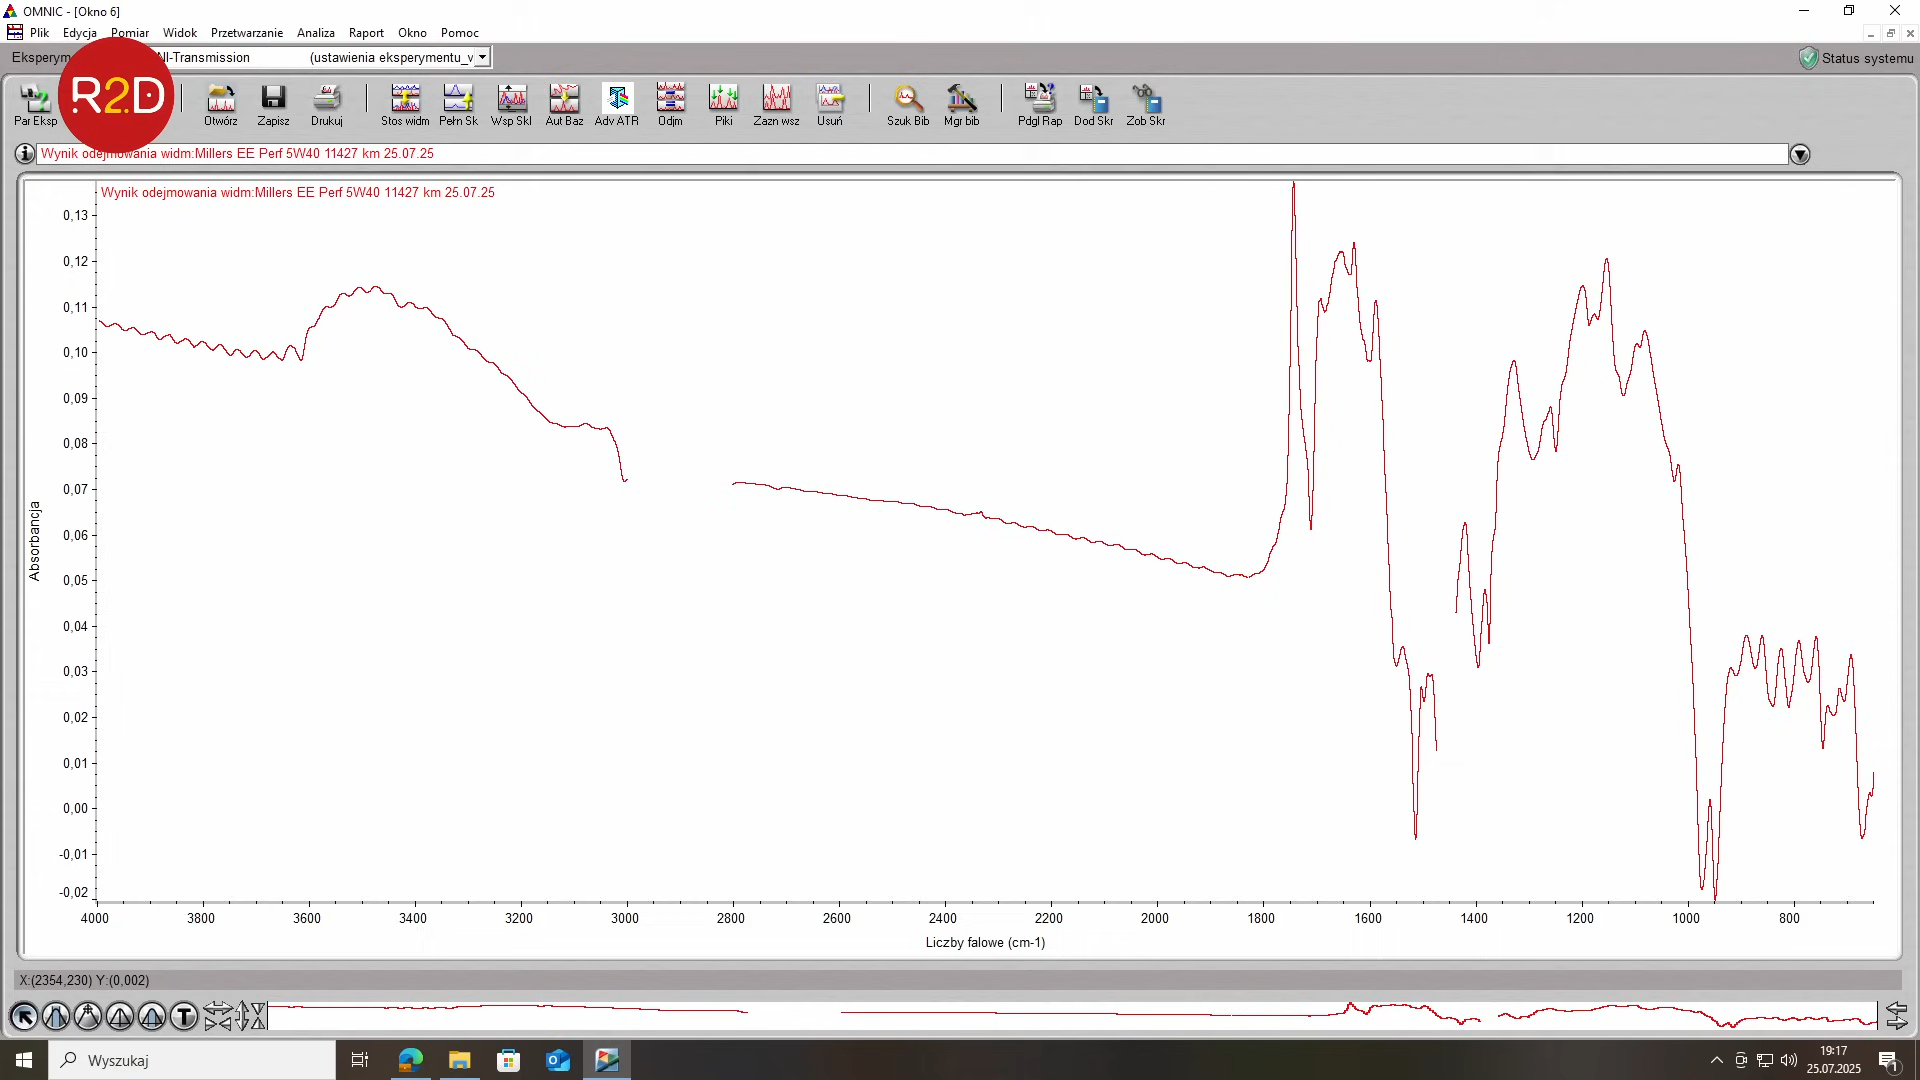 OMNIC - [Okno 6]
Plik Edycja Pomiar Widok Przetwarzanie Analiza Raport Okno Pomoc
NI-Transmission (ustawienia eksperymentu_v
Status systemu
R2D
Par Eksp Otwórz Zapisz Drukuj Stos widm Pełn Sk Wsp Skl Aut Baz Adv ATR Odjm Piki Zazn wsz Usuń Szuk Bib Mgr bib Pdgl Rap Dod Skr Zob Skr
Wynik odejmowania widm:Millers EE Perf 5W40 11427 km 25.07.25
Wynik odejmowania widm:Millers EE Perf 5W40 11427 km 25.07.25
0,13
0,12
0,11
0,10
0,09
0,08
0,07
0,06
0,05
0,04
0,03
0,02
0,01
0,00
-0,01
-0,02
Absorbancja
4000 3800 3600 3400 3200 3000 2800 2600 2400 2200 2000 1800 1600 1400 1200 1000 800
Liczby falowe (cm-1)
X:(2354,230) Y:(0,002)
T
Wyszukaj
19:17
25.07.2025
1